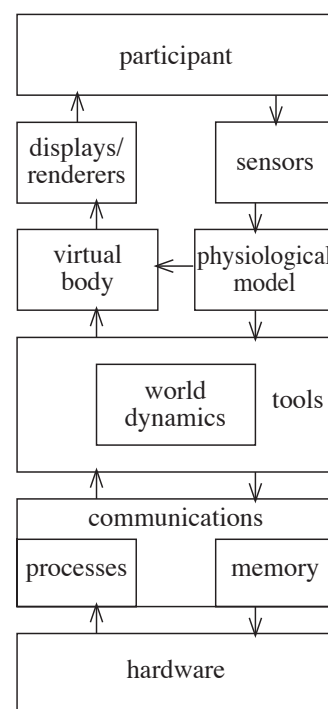 participant
displays/
renderers
sensors
virtual
body
physiological
model
world
dynamics
tools
communications
processes
memory
hardware